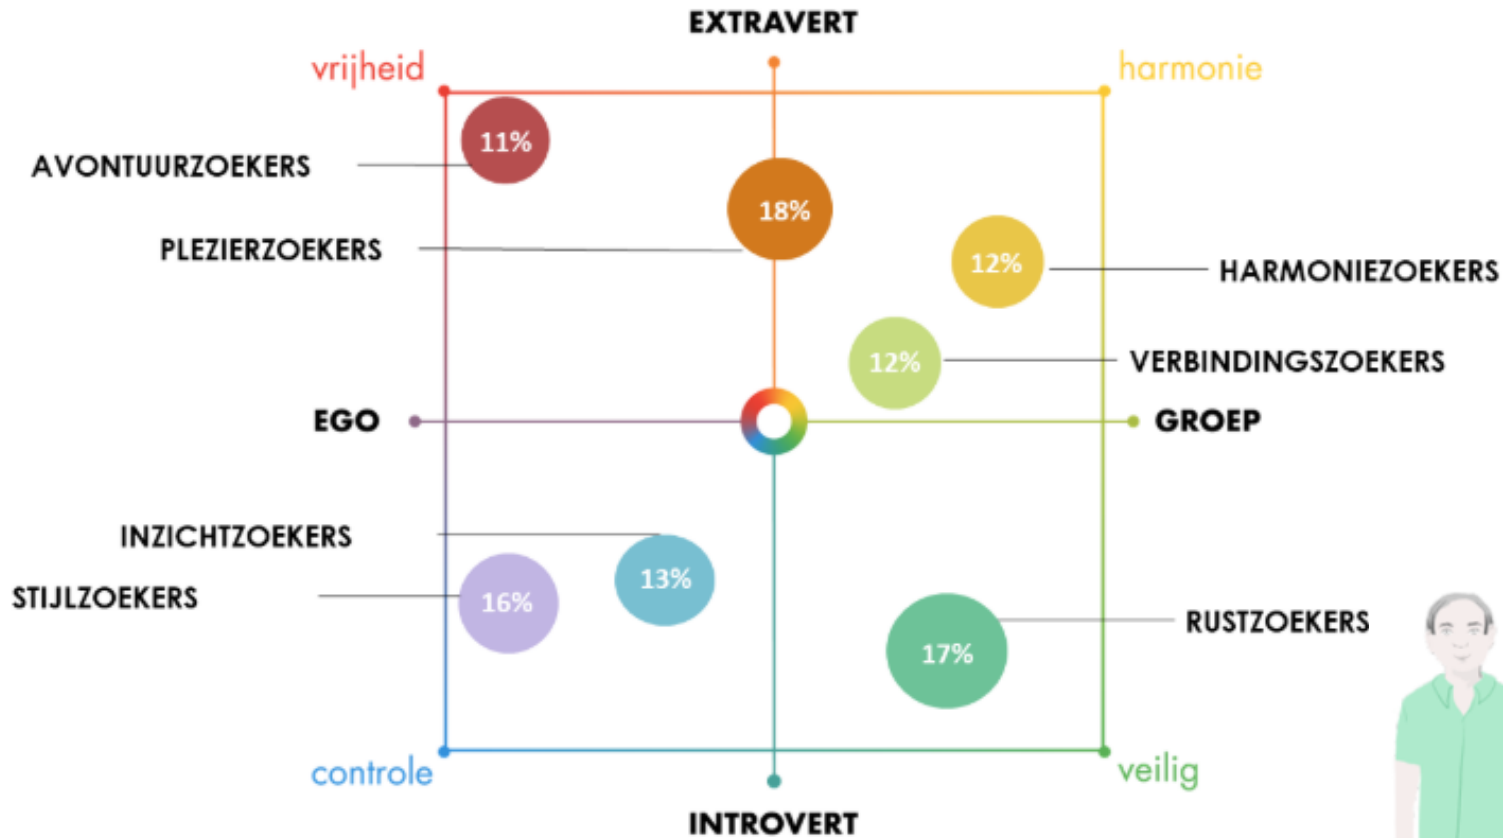 EXTRAVERT
vrijheid
harmonie
11%
AVONTUURZOEKERS
18%
PLEZIERZOEKERS
12%
HARMONIEZOEKERS
12%
VERBINDINGSZOEKERS
EGO
GROEP
INZICHTZOEKERS
13%
STIJLZOEKERS
16%
RUSTZOEKERS
17%
controle
veilig
INTROVERT